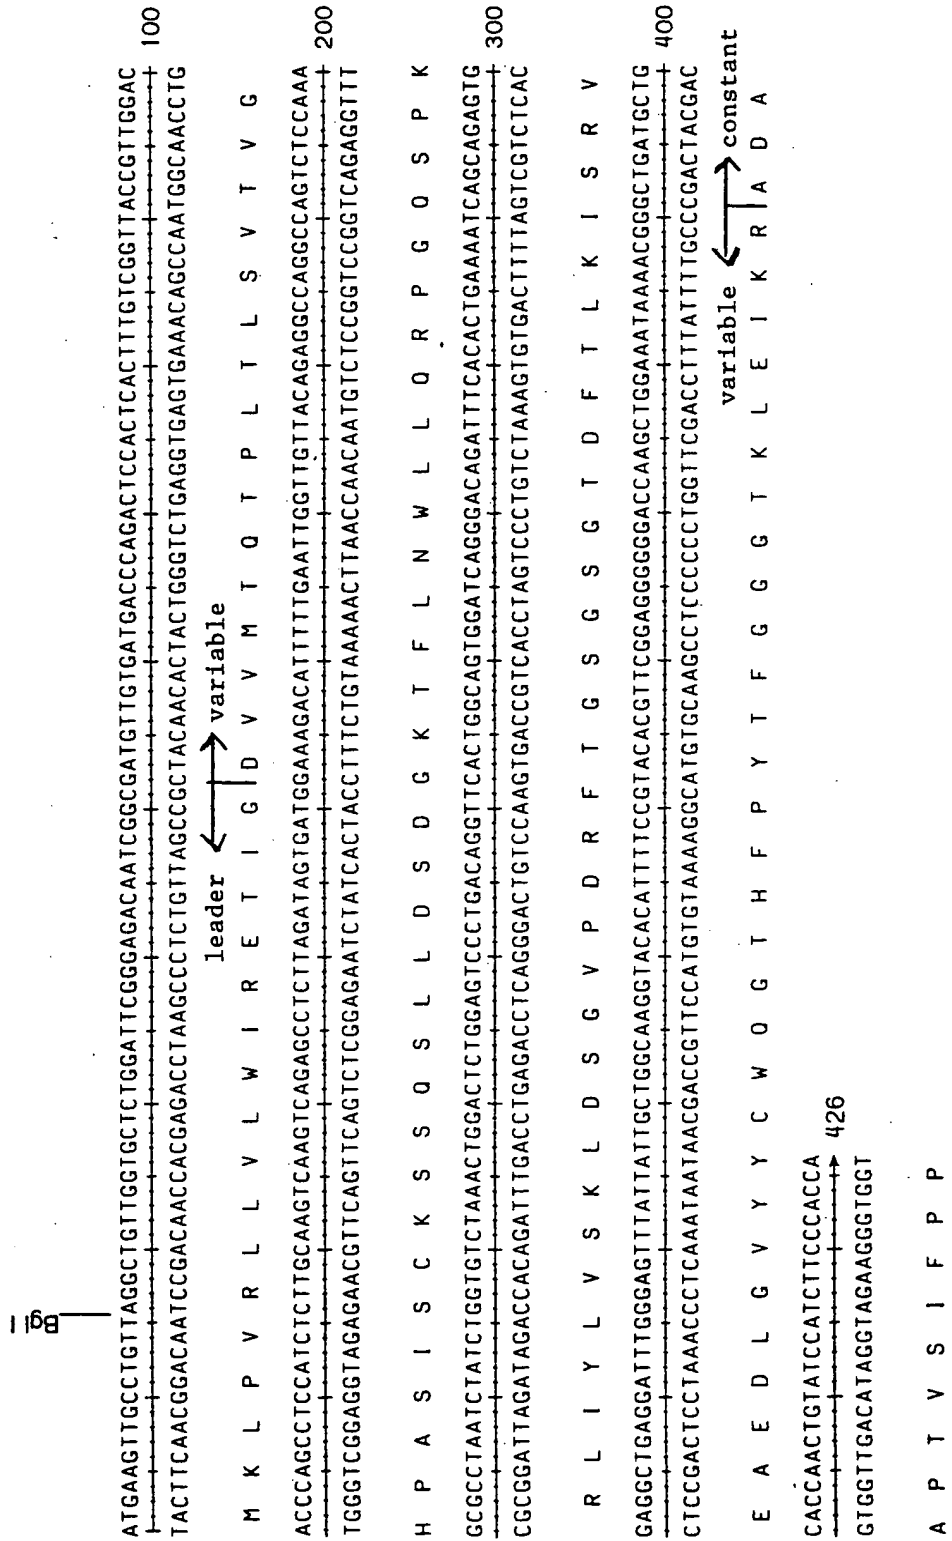 BglI
ATGAAGTTGCCTGTTAGGCTGTTGGTGCTCTGGATTCGGGAGACAATCGGCGATGTTGTGATGACCCAGACTCCACTCACTTTGTCGGTTACCGTTGGAC
100
TACTTCAACGGACAATCCGACAACCACGAGACCTAAGCCCTCTGTTAGCCGCTACAACACTACTGGGTCTGAGGTGAGTGAAACAGCCAATGGCAACCTG
leader variable
M K L P V R L L V L W I R E T I G D V V M T Q T P L T L S V T V G
ACCCAGCCTCCATCTCTTGCAAGTCAAGTCAGAGCCTCTTAGATAGTGATGGAAAGACATTTTTGAATTGGTTGTTACAGAGGCCAGGCCAGTCTCCAAA
200
TGGGTCGGAGGTAGAGAACGTTCAGTTCAGTCTCGGAGAATCTATCACTACCTTTCTGTAAAAACTTAACCAACAATGTCTCCGGTCCGGTCAGAGGTTT
H P A S I S C K S S Q S L L D S D G K T F L N W L L Q R P G Q S P K
GCGCCTAATCTATCTGGTGTCTAAACTGGACTCTGGAGTCCCTGACAGGTTCACTGGCAGTGGATCAGGGACAGATTTCACACTGAAAATCAGCAGAGTG
300
CGCGGATTAGATAGACCACAGATTTGACCTGAGACCTCAGGGACTGTCCAAGTGACCGTCACCTAGTCCCTGTCTAAAGTGTGACTTTTAGTCGTCTCAC
R L I Y L V S K L D S G V P D R F T G S G S G T D F T L K I S R V
GAGGCTGAGGATTTGGGAGTTTATTATTGCTGGCAAGGTACACATTTTCCGTACACGTTCGGAGGGGGGACCAAGCTGGAAATAAAACGGGCTGATGCTG
400
CTCCGACTCCTAAACCCTCAAATAATAACGACCGTTCCATGTGTAAAAGGCATGTGCAAGCCTCCCCCCTGGTTCGACCTTTATTTTGCCCGACTACGAC
variable constant
E A E D L G V Y Y C W Q G T H F P Y T F G G G T K L E I K R A D A
CACCAACTGTATCCATCTTCCCACCA
426
GTGGTTGACATAGGTAGAAGGGTGGT
A P T V S I F P P